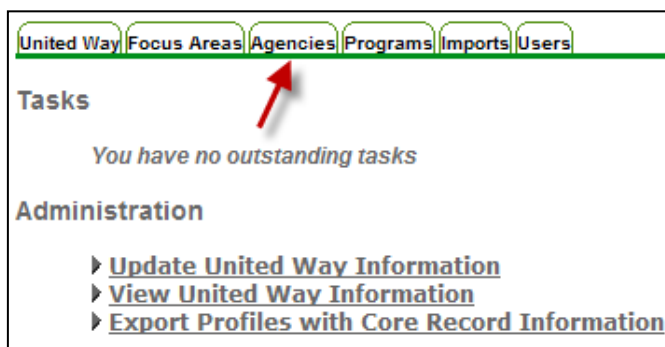 United Way Focus Areas Agencies Programs Imports Users
Tasks
You have no outstanding tasks
Administration
Update United Way Information
View United Way Information
Export Profiles with Core Record Information